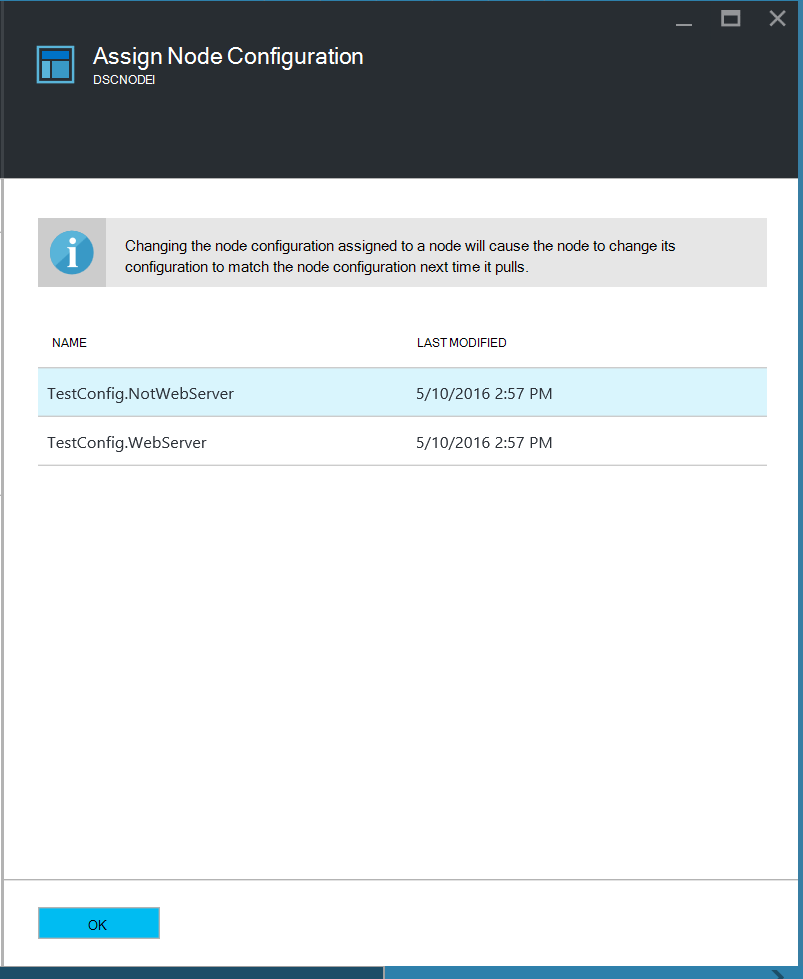 Assign Node Configuration
DSCNODEI
Changing the node configuration assigned to a node will cause the node to change its
configuration to match the node configuration next time it pulls.
NAME LAST MODIFIED
TestConfig.NotWebServer 5/10/2016 2:57 PM
TestConfig.WebServer 5/10/2016 2:57 PM
OK